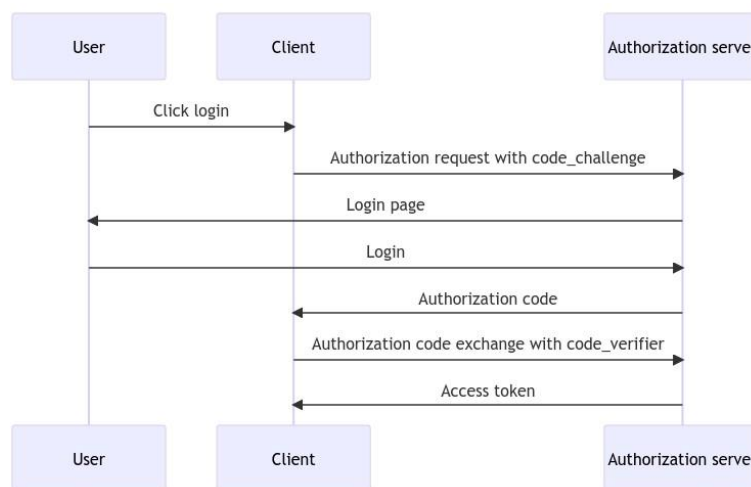 User
Client
Authorization serve
Click login
Authorization request with code_challenge
Login page
Login
Authorization code
Authorization code exchange with code_verifier
Access token
User
Client
Authorization serve